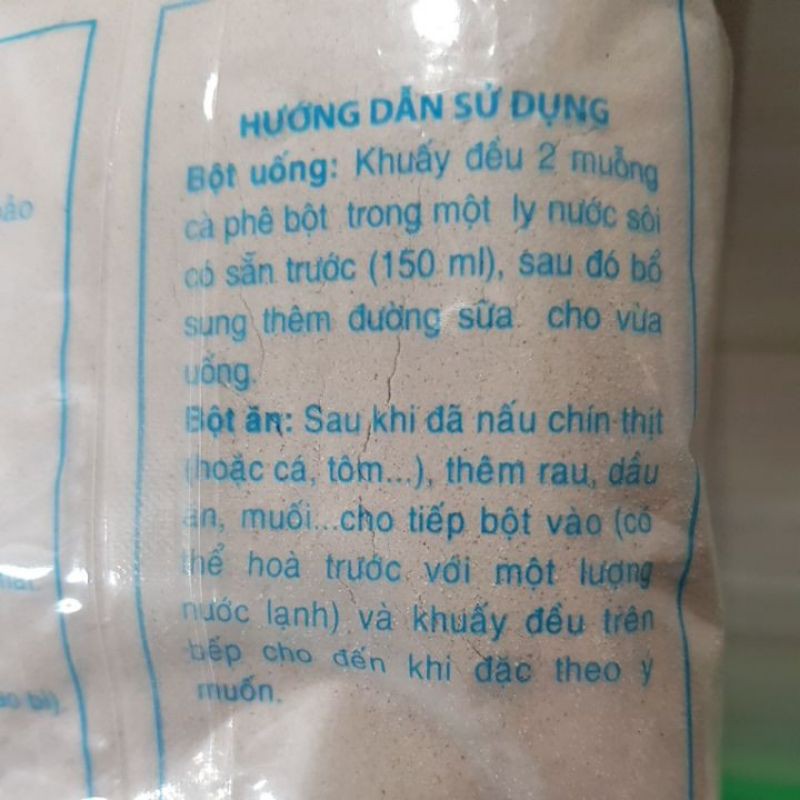 HƯỚNG DẪN SỬ DỤNG
Bột uống: Khuấy đều 2 muỗng
cà phê bột trong một ly nước sôi
có sẵn trước (150 ml), sau đó bổ
sung thêm đường sữa cho vừa
uống.
Bột ăn: Sau khi đã nấu chín thịt
(hoặc cá, tôm...), thêm rau, dầu
ăn, muối...cho tiếp bột vào (có
thể hoà trước với một lượng
nước lạnh) và khuấy đều trên
bếp cho đến khi đặc theo ý
muốn.
bì)